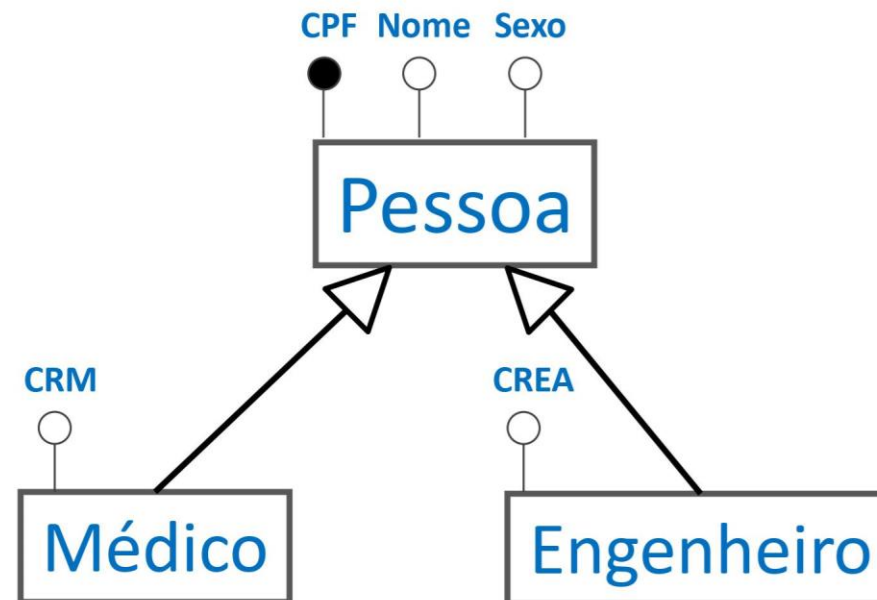 CPF Nome Sexo
Pessoa
CRM
CREA
Médico
Engenheiro